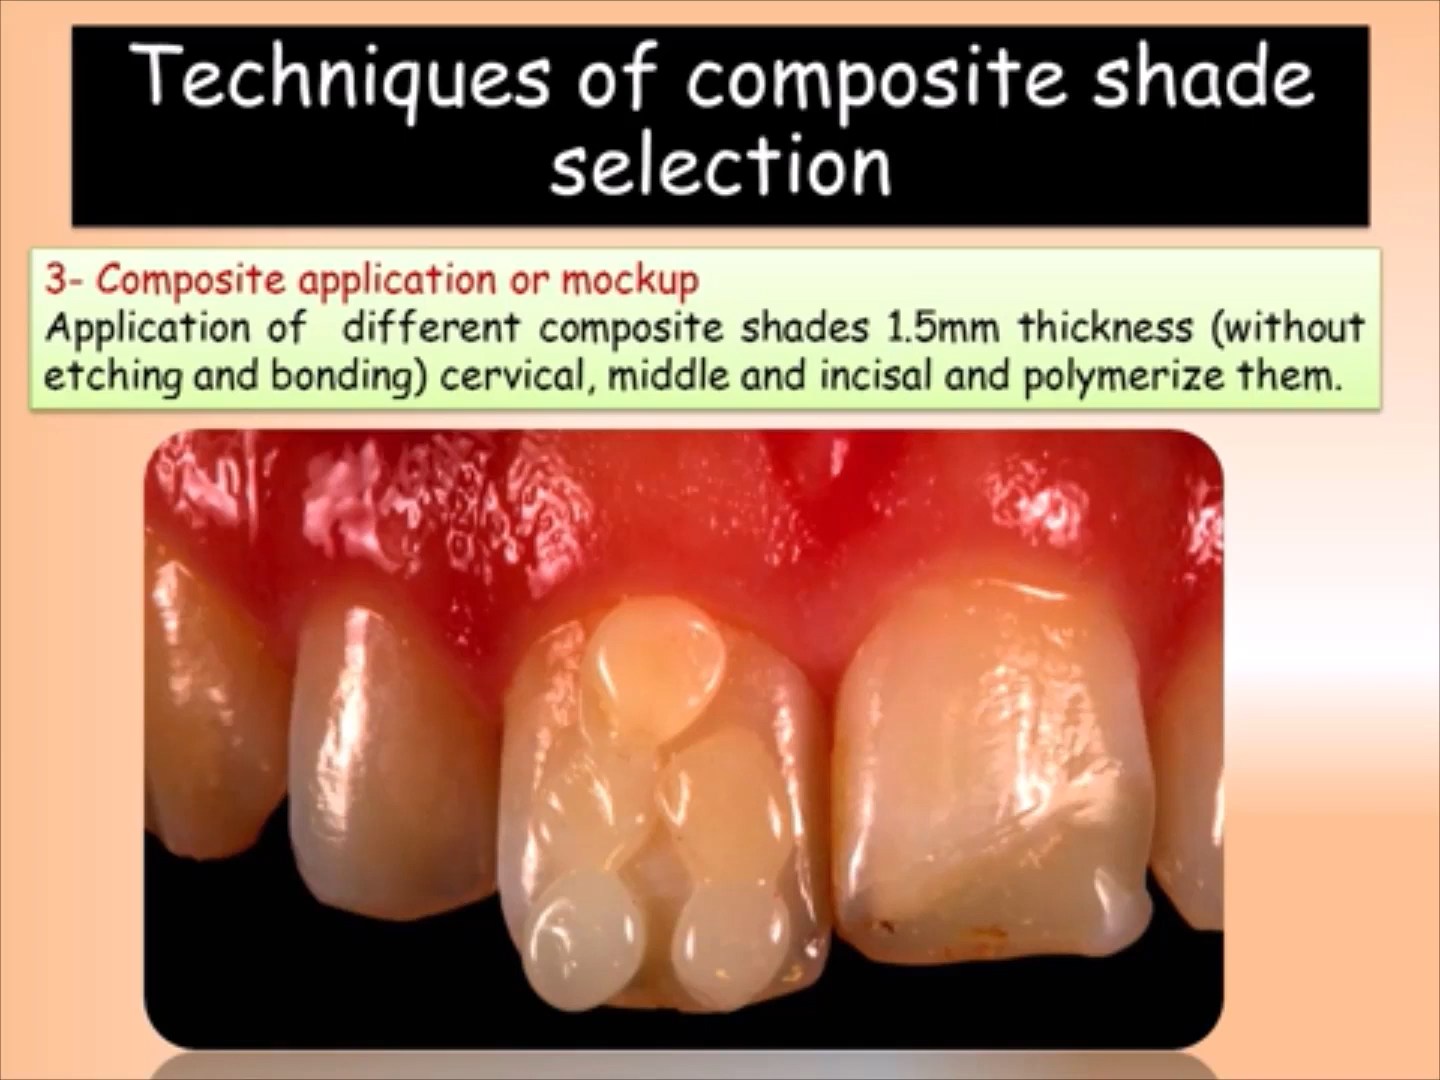 Techniques of composite shade
selection
3- Composite application or mockup
Application of different composite shades 1.5mm thickness (without
etching and bonding) cervical, middle and incisal and polymerize them.